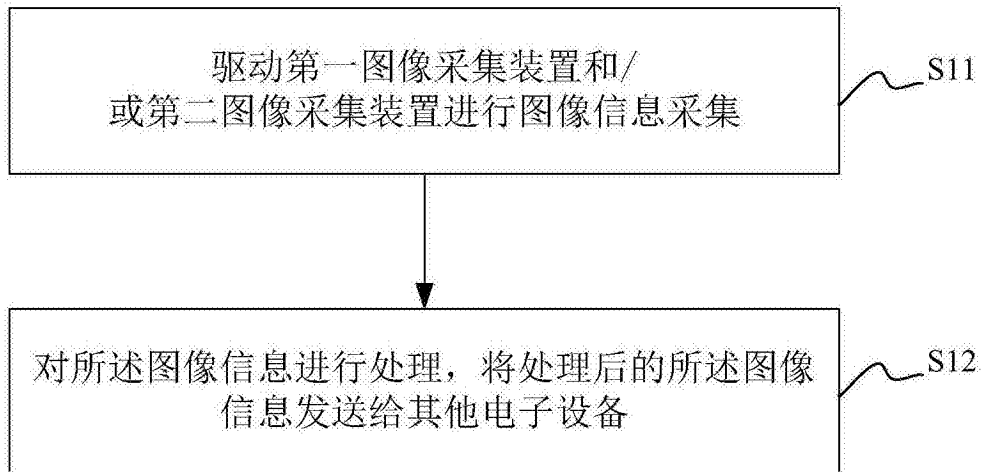 驱动第一图像采集装置和/
或第二图像采集装置进行图像信息采集
S11
对所述图像信息进行处理，将处理后的所述图像
信息发送给其他电子设备
S12